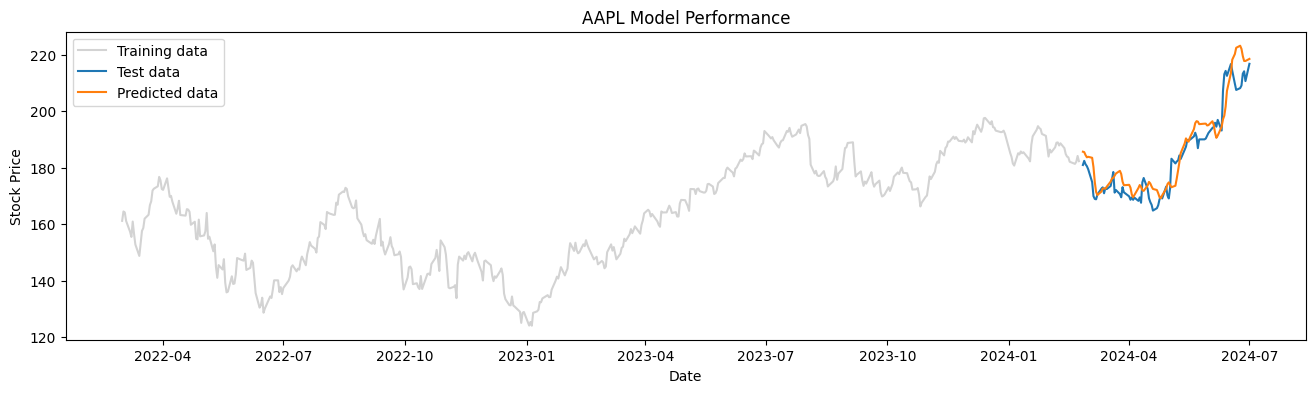 AAPL Model Performance
Training data
Test data
Predicted data
Stock Price
220
200
180
160
140
120
2022-04 2022-07 2022-10 2023-01 2023-04 2023-07 2023-10 2024-01 2024-04 2024-07
Date